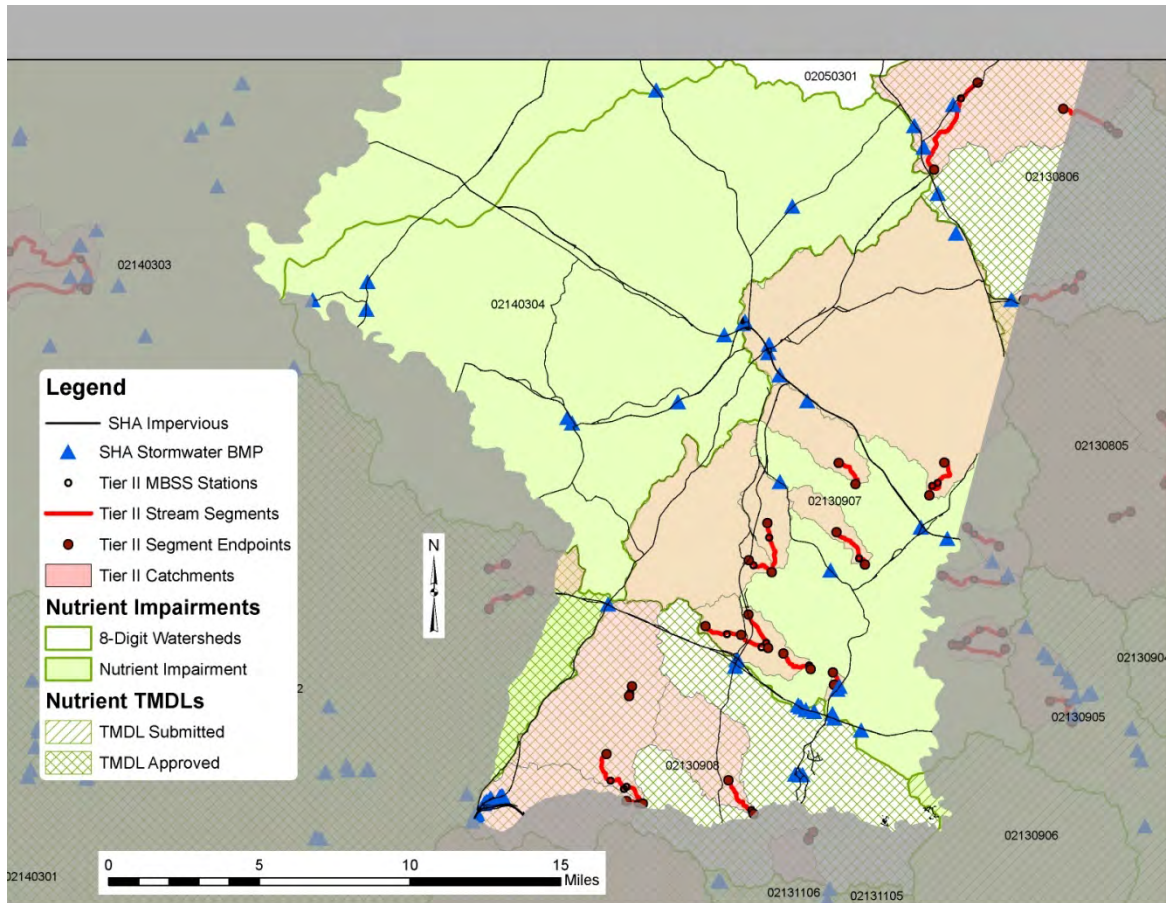 02050301
02130806
02140303
02140304
Legend
SHA Impervious
SHA Stormwater BMP
Tier II MBSS Stations
Tier II Stream Segments
Tier II Segment Endpoints
Tier II Catchments
Nutrient Impairments
8-Digit Watersheds
Nutrient Impairment
Nutrient TMDLs
TMDL Submitted
TMDL Approved
N
02130805
02130907
02130904
2
02130905
02130908
02130906
0 5 10 15
Miles
02140301
02131106
02131105